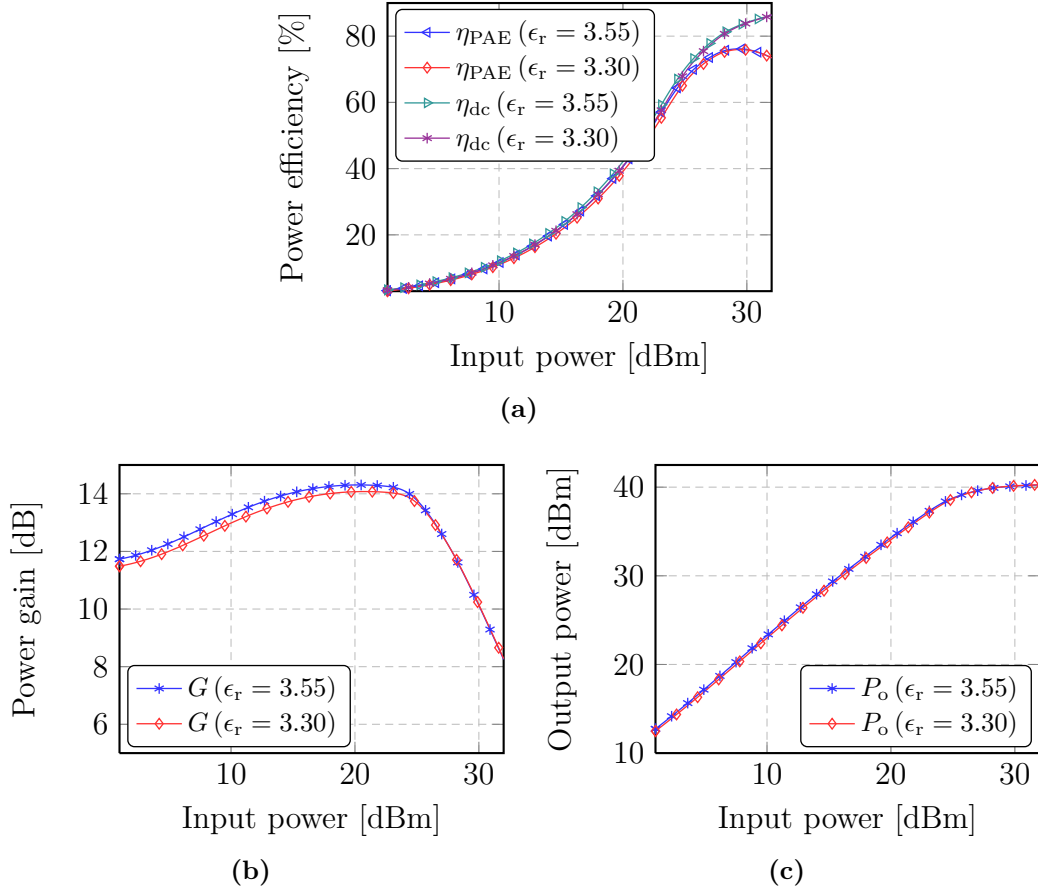 Power efficiency [%]
80
60
40
20
η_PAE (ϵ_r = 3.55)
η_PAE (ϵ_r = 3.30)
η_dc (ϵ_r = 3.55)
η_dc (ϵ_r = 3.30)
10 20 30
Input power [dBm]
(a)
Power gain [dB]
14
12
10
8
6
G (ϵ_r = 3.55)
G (ϵ_r = 3.30)
10 20 30
Input power [dBm]
(b)
Output power [dBm]
40
30
20
10
P_o (ϵ_r = 3.55)
P_o (ϵ_r = 3.30)
10 20 30
Input power [dBm]
(c)